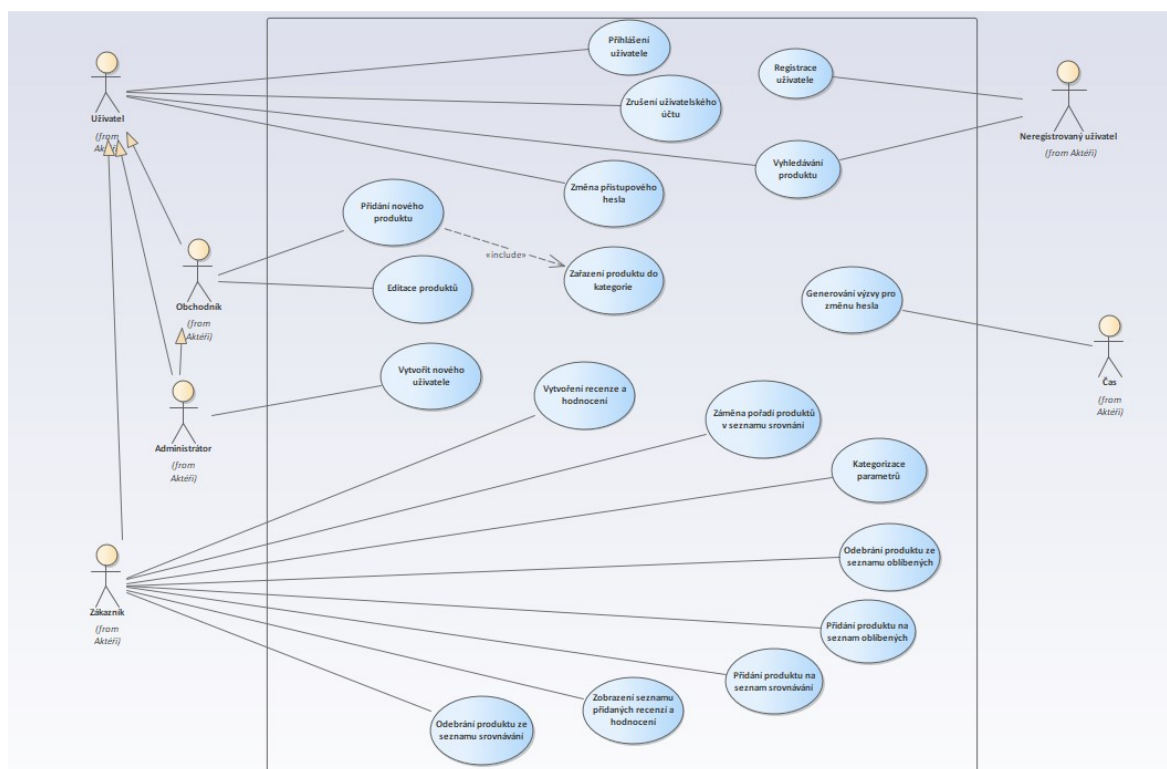 Přihlášení
uživatele
Registrace
uživatele
Uživatel
(from
Aktéři)
Zrušení uživatelského
účtu
Neregistrovaný uživatel
(from Aktéři)
Vyhledávání
produktu
Změna přístupového
hesla
Přidání nového
produktu
«include»
Zařazení produktu do
kategorie
Editace produktů
Obchodník
(from
Aktéři)
Generování výzvy pro
změnu hesla
Čas
(from
Aktéři)
Vytvořit nového
uživatele
Vytvoření recenze a
hodnocení
Záměna pořadí produktů
v seznamu srovnání
Administrátor
(from
Aktéři)
Kategorizace
parametrů
Odebrání produktu ze
seznamu oblíbených
Zákazník
(from
Aktéři)
Přidání produktu na
seznam oblíbených
Přidání produktu na
seznam srovnávání
Zobrazení seznamu
přidaných recenzí a
hodnocení
Odebrání produktu ze
seznamu srovnávání